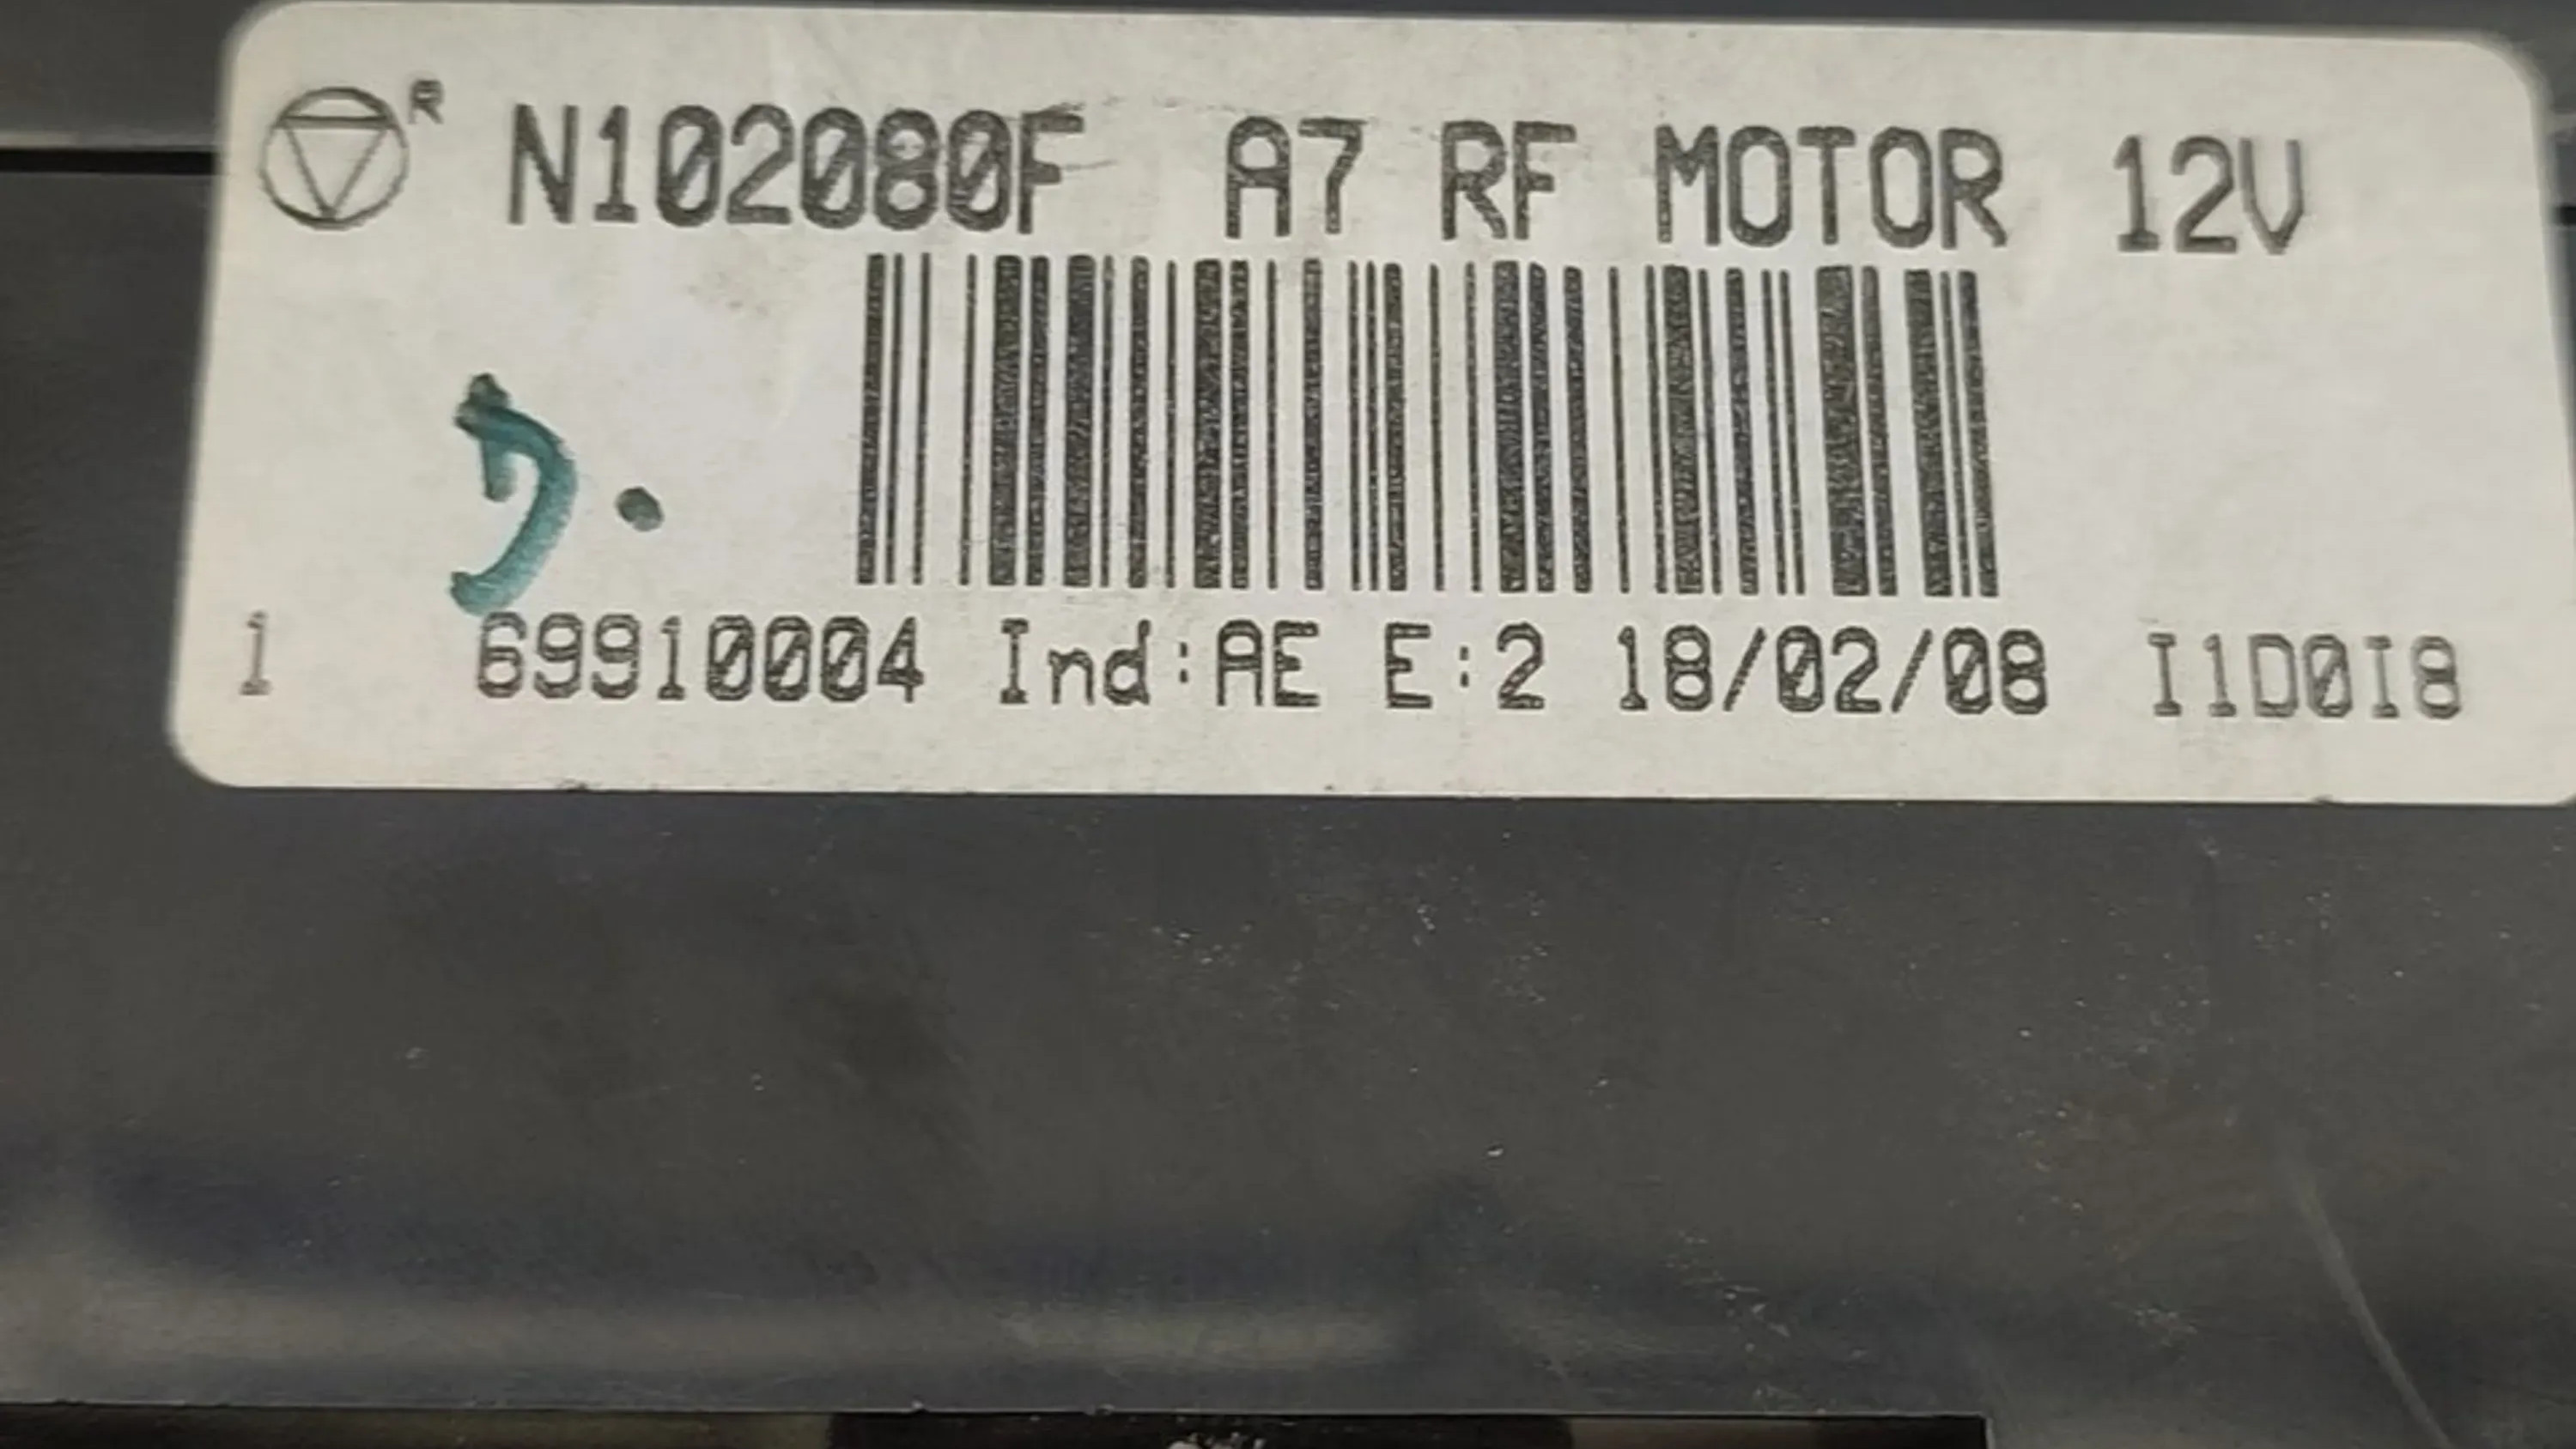 R N102080F A7 RF MOTOR 12V
1 69910004 Ind:AE E:2 18/02/08 I1D0I8